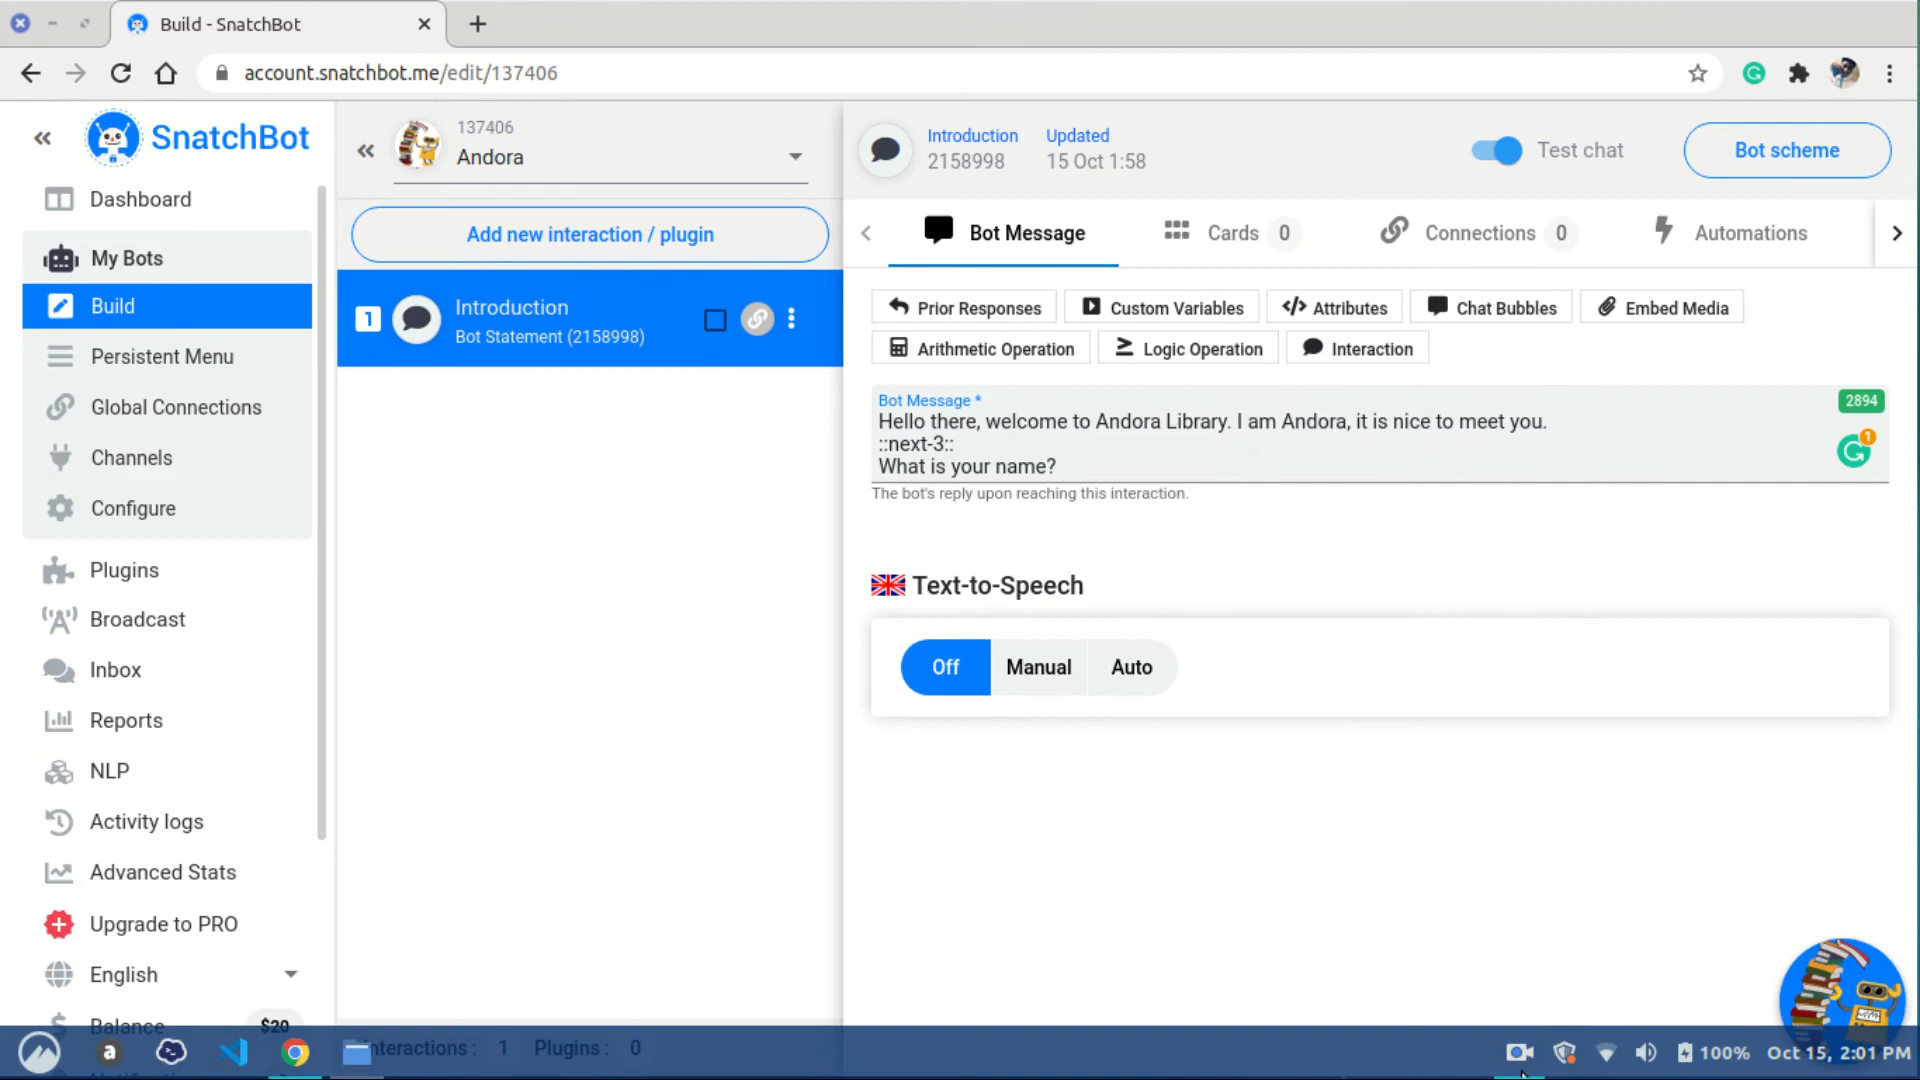 Build - SnatchBot
account.snatchbot.me/edit/137406
SnatchBot
Dashboard
My Bots
Build
Persistent Menu
Global Connections
Channels
Configure
Plugins
Broadcast
Inbox
Reports
NLP
Activity logs
Advanced Stats
Upgrade to PRO
English
Balance $20
137406
Andora
Add new interaction / plugin
1
Introduction
Bot Statement (2158998)
Interactions : 1 Plugins : 0
Introduction Updated
2158998 15 Oct 1:58
Test chat
Bot scheme
Bot Message
Cards 0
Connections 0
Automations
Prior Responses
Custom Variables
Attributes
Chat Bubbles
Embed Media
Arithmetic Operation
Logic Operation
Interaction
Bot Message *
2894
Hello there, welcome to Andora Library. I am Andora, it is nice to meet you.
::next-3::
What is your name?
1
The bot's reply upon reaching this interaction.
Text-to-Speech
Off Manual Auto
100% Oct 15, 2:01 PM